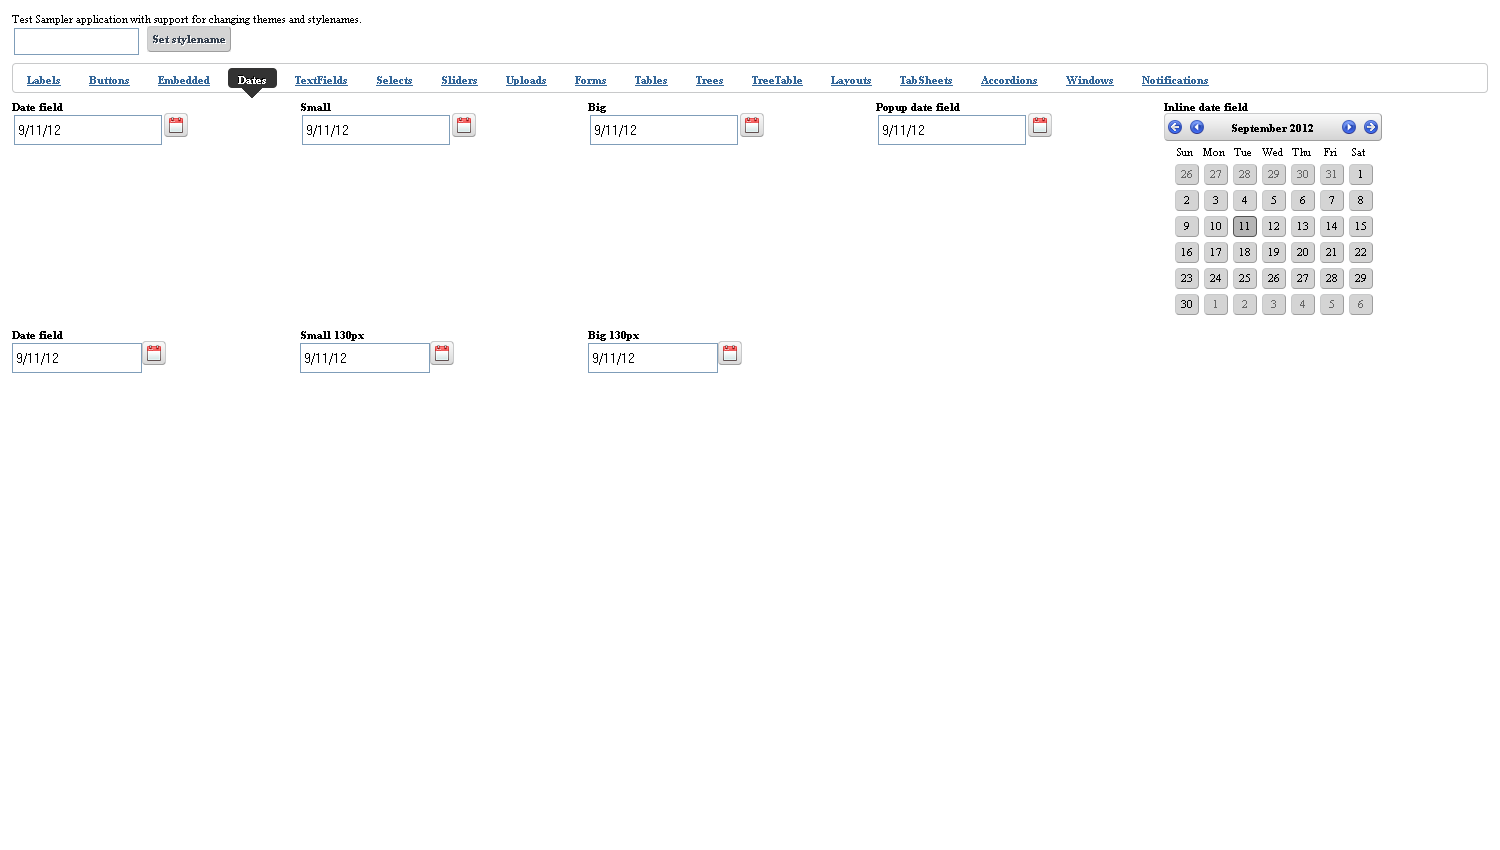 Test Sampler application with support for changing themes and stylenames.
Set stylename
Labels Buttons Embedded Dates TextFields Selects Sliders Uploads Forms Tables Trees TreeTable Layouts TabSheets Accordions Windows Notifications
Date field Small Big Popup date field Inline date field
9/11/12 9/11/12 9/11/12 9/11/12
September 2012
Sun Mon Tue Wed Thu Fri Sat
26 27 28 29 30 31 1
2 3 4 5 6 7 8
9 10 11 12 13 14 15
16 17 18 19 20 21 22
23 24 25 26 27 28 29
30 1 2 3 4 5 6
Date field Small 130px Big 130px
9/11/12 9/11/12 9/11/12